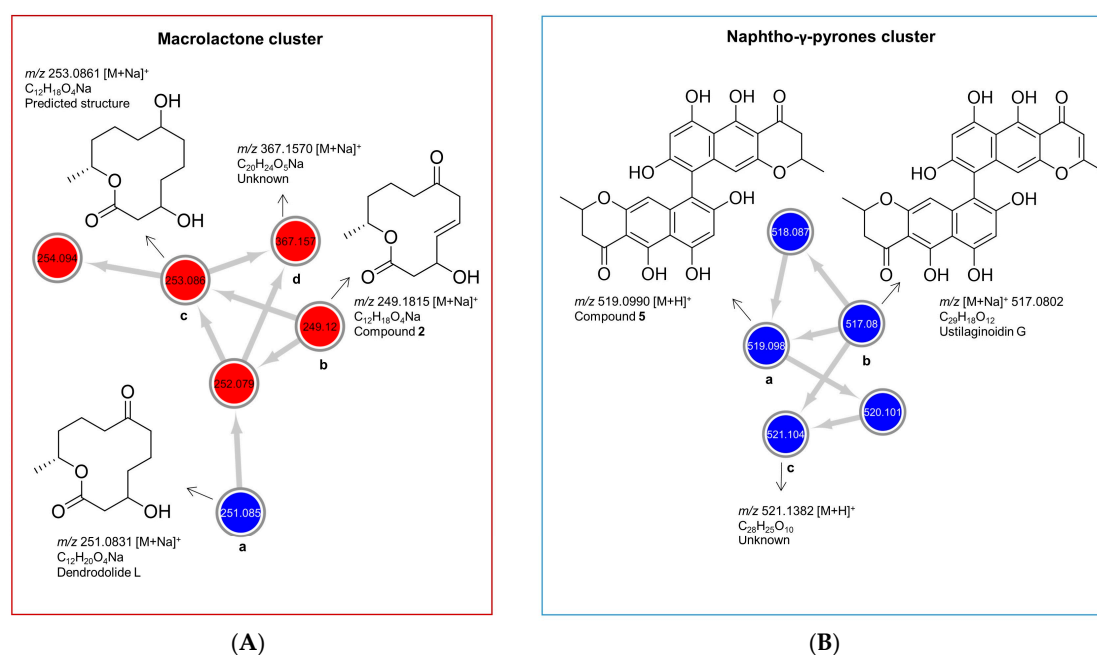 Macrolactone cluster
m/z 253.0861 [M+Na]⁺
C₁₂H₁₈O₄Na
Predicted structure
OH
O
O
OH
m/z 367.1570 [M+Na]⁺
C₂₀H₂₄O₅Na
Unknown
O
O
O
OH
254.094
253.086
c
367.157
d
249.12
b
m/z 249.1815 [M+Na]⁺
C₁₂H₁₈O₄Na
Compound 2
252.079
O
O
O
OH
251.085
a
m/z 251.0831 [M+Na]⁺
C₁₂H₂₀O₄Na
Dendrodolide L
(A)
Naphtho-γ-pyrones cluster
OH OH O
HO
O
O
OH
O OH OH
m/z 519.0990 [M+H]⁺
Compound 5
OH OH O
HO
O
O
OH
O OH OH
m/z [M+Na]⁺ 517.0802
C₂₉H₁₈O₁₂
Ustilaginoidin G
518.087
517.08
b
519.098
a
520.101
521.104
c
m/z 521.1382 [M+H]⁺
C₂₈H₂₅O₁₀
Unknown
(B)